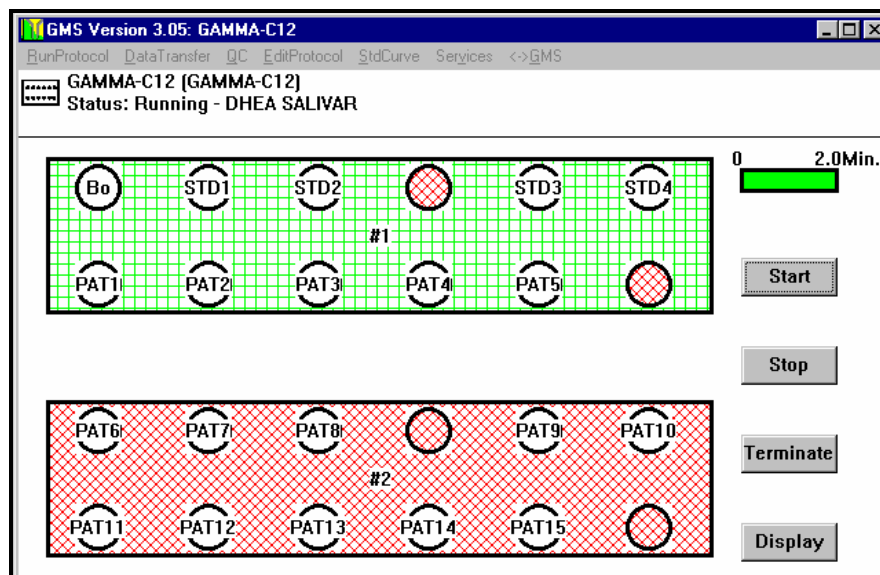 GMS Version 3.05: GAMMA-C12
RunProtocol DataTransfer QC EditProtocol StdCurve Services <->GMS
GAMMA-C12 (GAMMA-C12)
Status: Running - DHEA SALIVAR
0 2.0Min.
Bo STD1 STD2 STD3 STD4
#1
PAT1 PAT2 PAT3 PAT4 PAT5
Start
Stop
PAT6 PAT7 PAT8 PAT9 PAT10
Terminate
#2
PAT11 PAT12 PAT13 PAT14 PAT15
Display